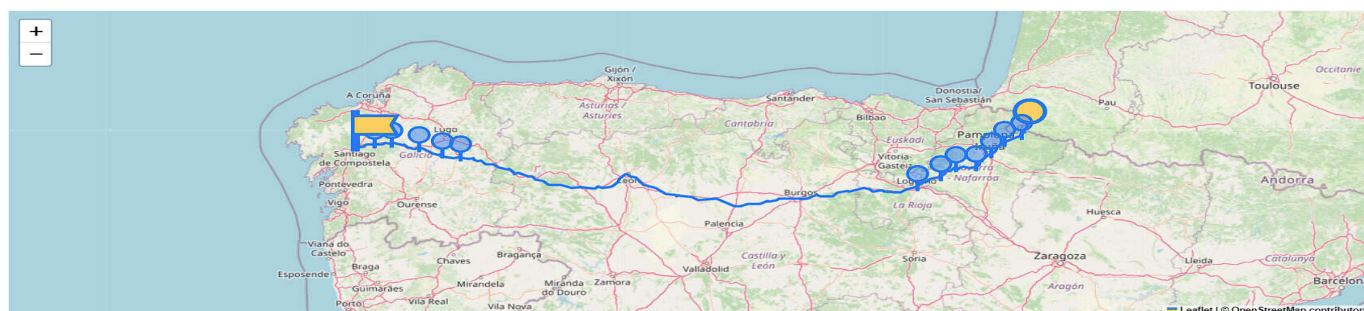 +
−
Gijón /
Xixón
A Coruña
Santander
Donostia/
San Sebastián
Occitanie
Toulouse
Pau
Asturias /
Asturies
Cantabria
Bilbao
Lugo
Euskadi
Santiago
de Compostela
Galicia
Vitoria-
Gasteiz
Nafarroa
León
Pontevedra
Burgos
Andorra
Vigo
Ourense
La Rioja
Palencia
Huesca
Viana do
Castelo
Chaves
Bragança
Castilla y
León
Soria
Zaragoza
Lleida
Catalunya
Esposende
Braga
Valladolid
Guimarães
Mirandela
Miranda
do Douro
Zamora
Aragón
Barcelon
Porto
Vila Real
Vila Nova
Leaflet | © OpenStreetMap contributor